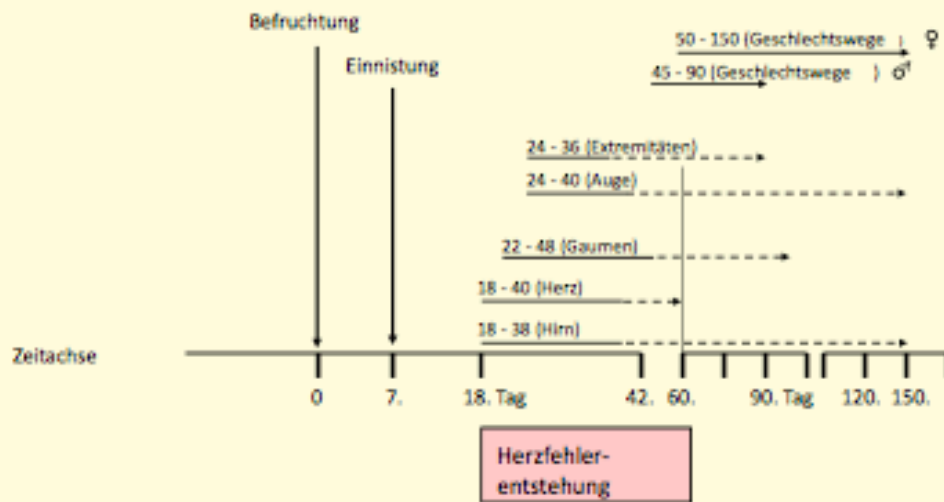 Befruchtung
Einnistung
50 - 150 (Geschlechtswege ) ♀
45 - 90 (Geschlechtswege ) ♂
24 - 36 (Extremitäten)
24 - 40 (Auge)
22 - 48 (Gaumen)
18 - 40 (Herz)
18 - 38 (Hirn)
Zeitachse
0 7. 18. Tag 42. 60. 90. Tag 120. 150.
Herzfehler-
entstehung